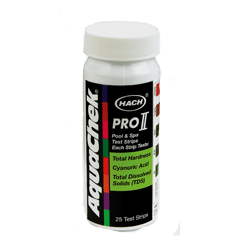 AquaChek
HACH
PRO II
Pool & Spa
Test Strips
Each Strip Tests:
Total Hardness
Cyanuric Acid
Total Dissolved
Solids (TDS)
25 Test Strips